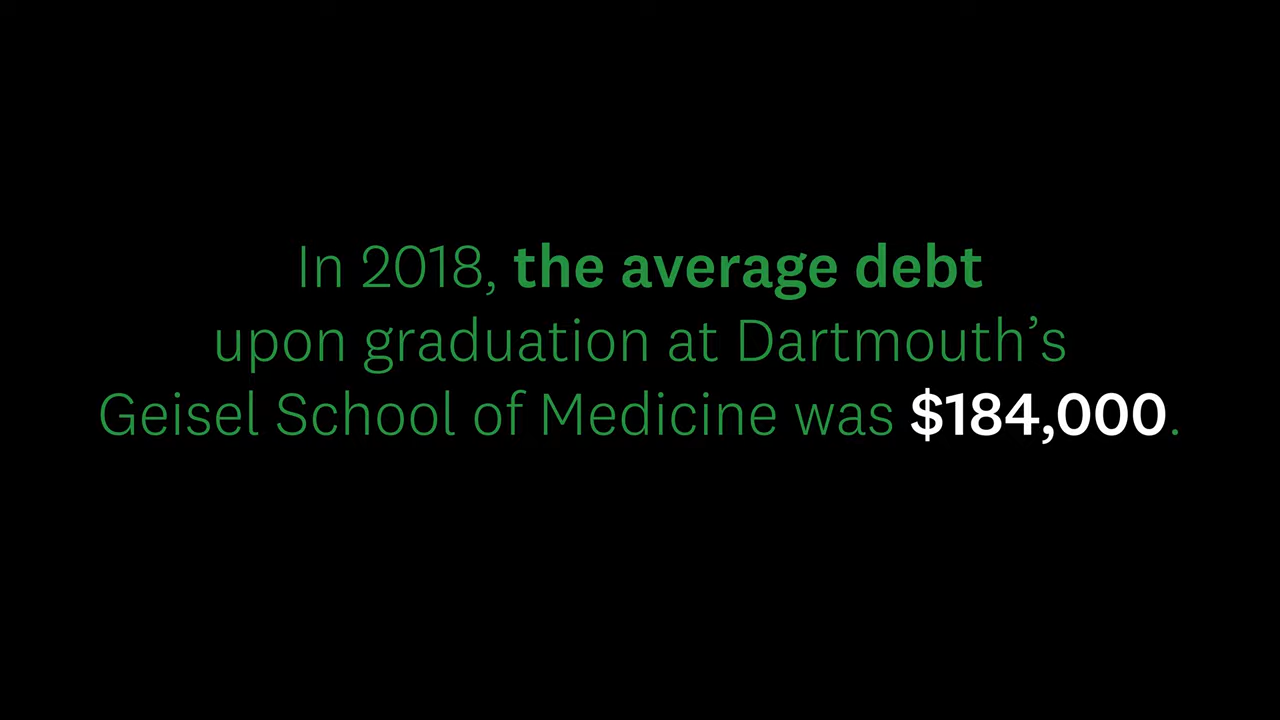 In 2018, the average debt
upon graduation at Dartmouth’s
Geisel School of Medicine was $184,000.